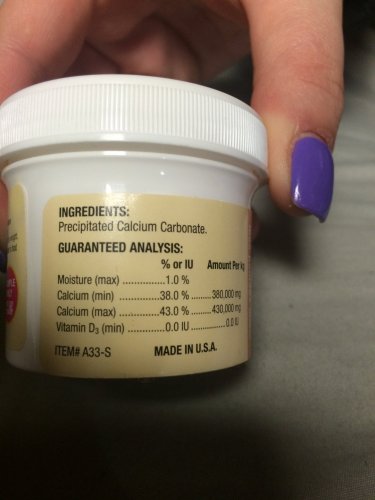 INGREDIENTS:
Precipitated Calcium Carbonate.
GUARANTEED ANALYSIS:
% or IU Amount Per kg
Moisture (max) ..............1.0 %
Calcium (min) ..............38.0 % .........380,000 mg
Calcium (max) ..............43.0 % .........430,000 mg
Vitamin D3 (min) ...........0.0 IU ...............0.0 IU
ITEM# A33-S MADE IN U.S.A.